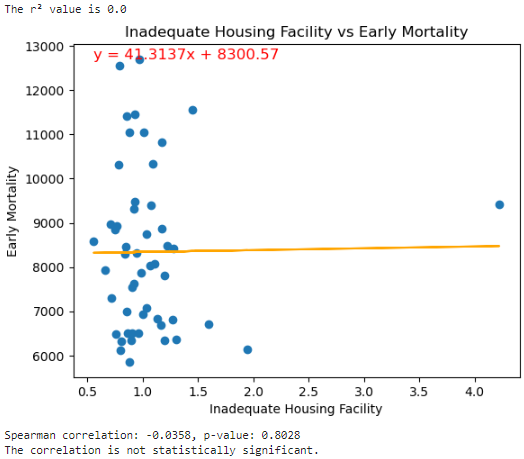 The r² value is 0.0
Inadequate Housing Facility vs Early Mortality
y = 41.3137x + 8300.57
13000
12000
11000
10000
9000
8000
7000
6000
Early Mortality
0.5 1.0 1.5 2.0 2.5 3.0 3.5 4.0
Inadequate Housing Facility
Spearman correlation: -0.0358, p-value: 0.8028
The correlation is not statistically significant.